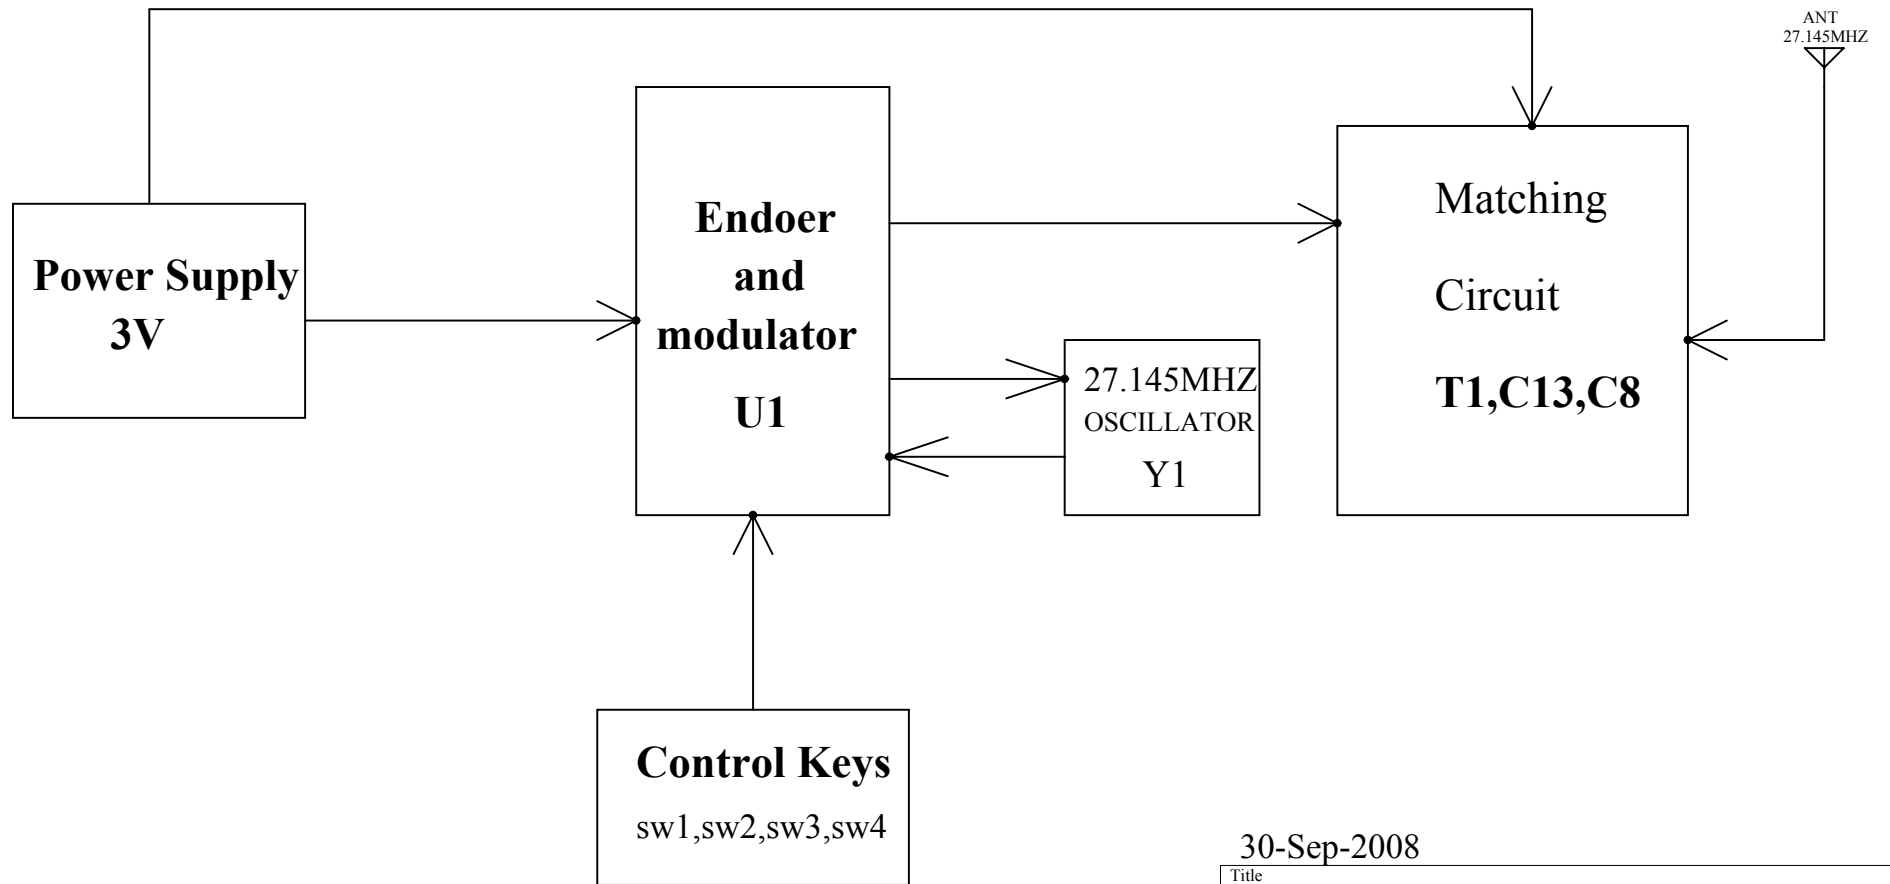 ANT
27.145MHZ
Power Supply
3V
Endoer
and
modulator
U1
27.145MHZ
OSCILLATOR
Y1
Matching
Circuit
T1,C13,C8
Control Keys
sw1,sw2,sw3,sw4
30-Sep-2008
Title